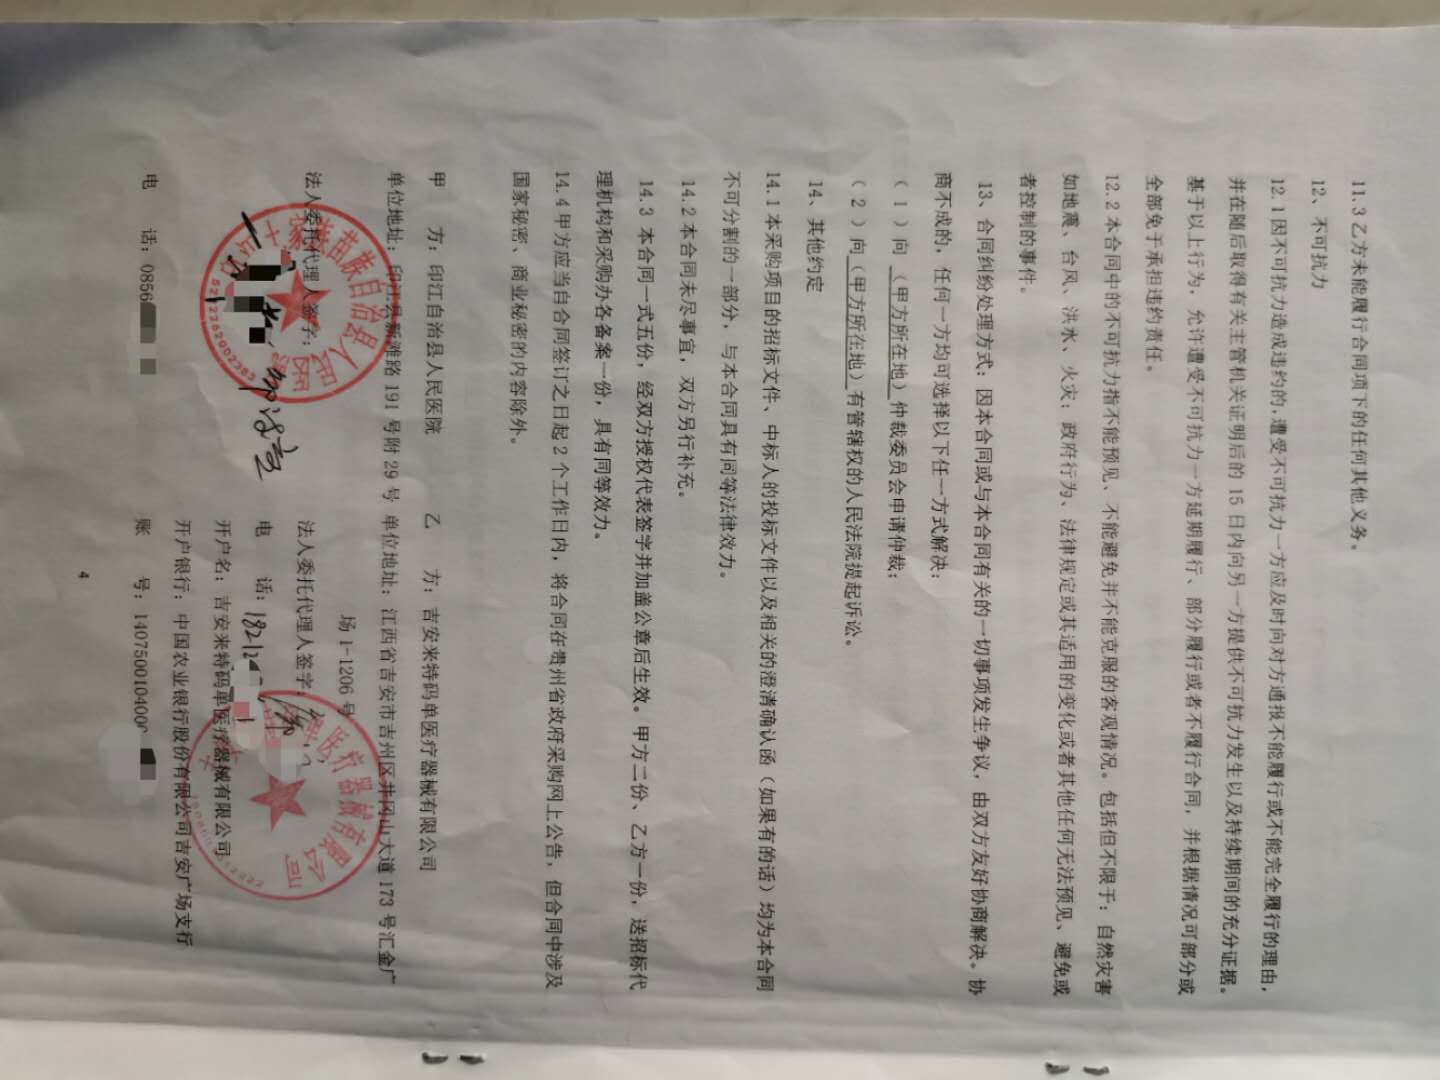 11.3 乙方未能履行合同项下的任何其他义务。
12、不可抗力
12.1 因不可抗力造成违约的,遭受不可抗力一方应及时向对方通报不能履行或不能完全履行的理由,
并在随后取得有关主管机关证明后的 15 日内向另一方提供不可抗力发生以及持续期间的充分证据。
基于以上行为，允许遭受不可抗力一方延期履行、部分履行或者不履行合同，并根据情况可部分或
全部免于承担违约责任。
12.2 本合同中的不可抗力指不能预见、不能避免并不能克服的客观情况。包括但不限于：自然灾害
如地震、台风、洪水、火灾；政府行为、法律规定或其适用的变化或者其他任何无法预见、避免或
者控制的事件。
13、合同纠纷处理方式：因本合同或与本合同有关的一切事项发生争议，由双方友好协商解决。协
商不成的，任何一方均可选择以下任一方式解决：
（1）向 （甲方所在地）仲裁委员会申请仲裁；
（2）向（甲方所在地）有管辖权的人民法院提起诉讼。
14、其他约定
14.1 本采购项目的招标文件、中标人的投标文件以及相关的澄清确认函（如果有的话）均为本合同
不可分割的一部分，与本合同具有同等法律效力。
14.2 本合同未尽事宜，双方另行补充。
14.3 本合同一式五份，经双方授权代表签字并加盖公章后生效。甲方二份、乙方一份，送招标代
理机构和采购办各备案一份，具有同等效力。
14.4 甲方应当自合同签订之日起 2 个工作日内，将合同在贵州省政府采购网上公告，但合同中涉及
国家秘密、商业秘密的内容除外。
甲 方：印江自治县人民医院 乙 方：吉安来特码单医疗器械有限公司
单位地址：印江县新滩路 191 号附 29 号 单位地址：江西省吉安市吉州区井冈山大道 173 号汇金广
场 1-1206 号
法人委托代理人签字： 法人委托代理人签字：
电 话：0856 电 话：18212
开户名：吉安来特码单医疗器械有限公司
开户银行：中国农业银行股份有限公司吉安广场支行
账 号：1407500104000
4